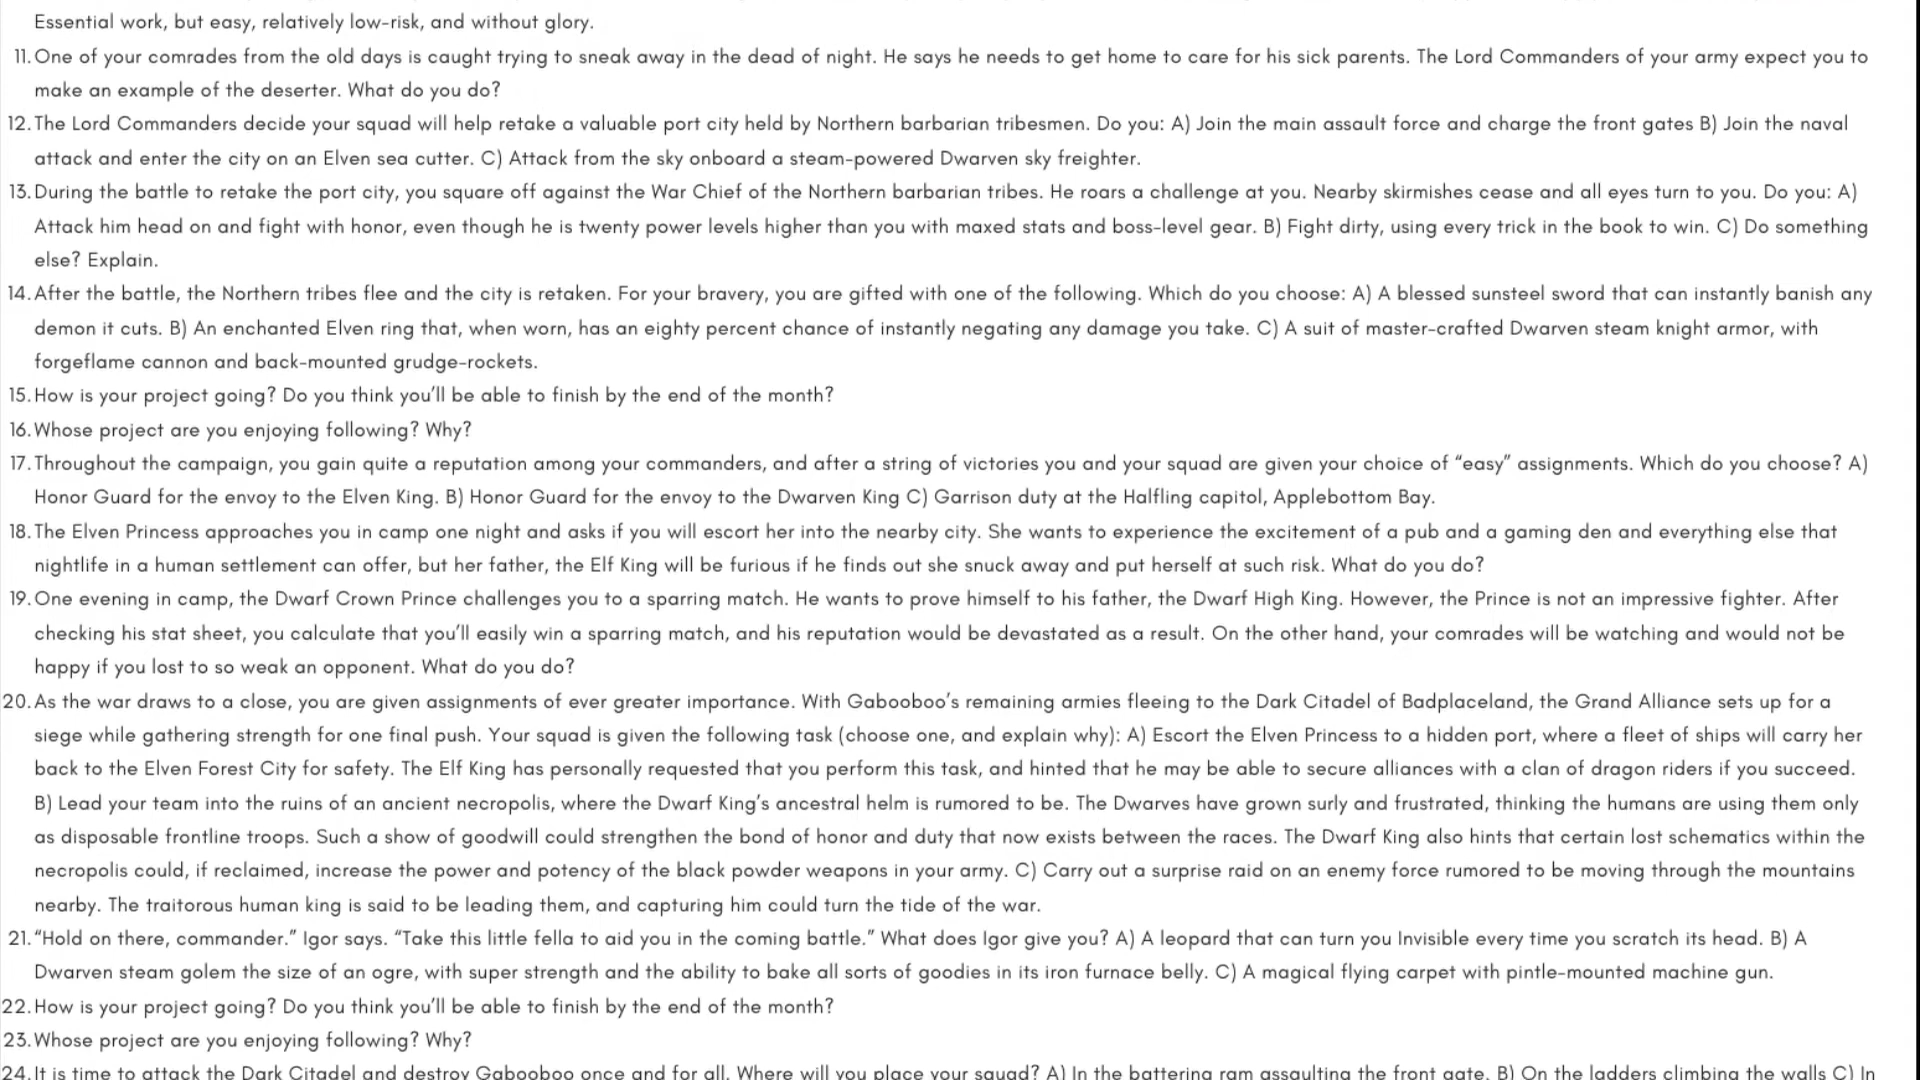 Essential work, but easy, relatively low-risk, and without glory.
11. One of your comrades from the old days is caught trying to sneak away in the dead of night. He says he needs to get home to care for his sick parents. The Lord Commanders of your army expect you to
make an example of the deserter. What do you do?
12. The Lord Commanders decide your squad will help retake a valuable port city held by Northern barbarian tribesmen. Do you: A) Join the main assault force and charge the front gates B) Join the naval
attack and enter the city on an Elven sea cutter. C) Attack from the sky onboard a steam-powered Dwarven sky freighter.
13. During the battle to retake the port city, you square off against the War Chief of the Northern barbarian tribes. He roars a challenge at you. Nearby skirmishes cease and all eyes turn to you. Do you: A)
Attack him head on and fight with honor, even though he is twenty power levels higher than you with maxed stats and boss-level gear. B) Fight dirty, using every trick in the book to win. C) Do something
else? Explain.
14. After the battle, the Northern tribes flee and the city is retaken. For your bravery, you are gifted with one of the following. Which do you choose: A) A blessed sunsteel sword that can instantly banish any
demon it cuts. B) An enchanted Elven ring that, when worn, has an eighty percent chance of instantly negating any damage you take. C) A suit of master-crafted Dwarven steam knight armor, with
forgeflame cannon and back-mounted grudge-rockets.
15. How is your project going? Do you think you'll be able to finish by the end of the month?
16. Whose project are you enjoying following? Why?
17. Throughout the campaign, you gain quite a reputation among your commanders, and after a string of victories you and your squad are given your choice of "easy" assignments. Which do you choose? A)
Honor Guard for the envoy to the Elven King. B) Honor Guard for the envoy to the Dwarven King C) Garrison duty at the Halfling capitol, Applebottom Bay.
18. The Elven Princess approaches you in camp one night and asks if you will escort her into the nearby city. She wants to experience the excitement of a pub and a gaming den and everything else that
nightlife in a human settlement can offer, but her father, the Elf King will be furious if he finds out she snuck away and put herself at such risk. What do you do?
19. One evening in camp, the Dwarf Crown Prince challenges you to a sparring match. He wants to prove himself to his father, the Dwarf High King. However, the Prince is not an impressive fighter. After
checking his stat sheet, you calculate that you'll easily win a sparring match, and his reputation would be devastated as a result. On the other hand, your comrades will be watching and would not be
happy if you lost to so weak an opponent. What do you do?
20. As the war draws to a close, you are given assignments of ever greater importance. With Gabooboo's remaining armies fleeing to the Dark Citadel of Badplaceland, the Grand Alliance sets up for a
siege while gathering strength for one final push. Your squad is given the following task (choose one, and explain why): A) Escort the Elven Princess to a hidden port, where a fleet of ships will carry her
back to the Elven Forest City for safety. The Elf King has personally requested that you perform this task, and hinted that he may be able to secure alliances with a clan of dragon riders if you succeed.
B) Lead your team into the ruins of an ancient necropolis, where the Dwarf King's ancestral helm is rumored to be. The Dwarves have grown surly and frustrated, thinking the humans are using them only
as disposable frontline troops. Such a show of goodwill could strengthen the bond of honor and duty that now exists between the races. The Dwarf King also hints that certain lost schematics within the
necropolis could, if reclaimed, increase the power and potency of the black powder weapons in your army. C) Carry out a surprise raid on an enemy force rumored to be moving through the mountains
nearby. The traitorous human king is said to be leading them, and capturing him could turn the tide of the war.
21. "Hold on there, commander." Igor says. "Take this little fella to aid you in the coming battle." What does Igor give you? A) A leopard that can turn you Invisible every time you scratch its head. B) A
Dwarven steam golem the size of an ogre, with super strength and the ability to bake all sorts of goodies in its iron furnace belly. C) A magical flying carpet with pintle-mounted machine gun.
22. How is your project going? Do you think you'll be able to finish by the end of the month?
23. Whose project are you enjoying following? Why?
24. It is time to attack the Dark Citadel and destroy Gabooboo once and for all. Where will you place your squad? A) In the battering ram assaulting the front gate. B) On the ladders climbing the walls C) In